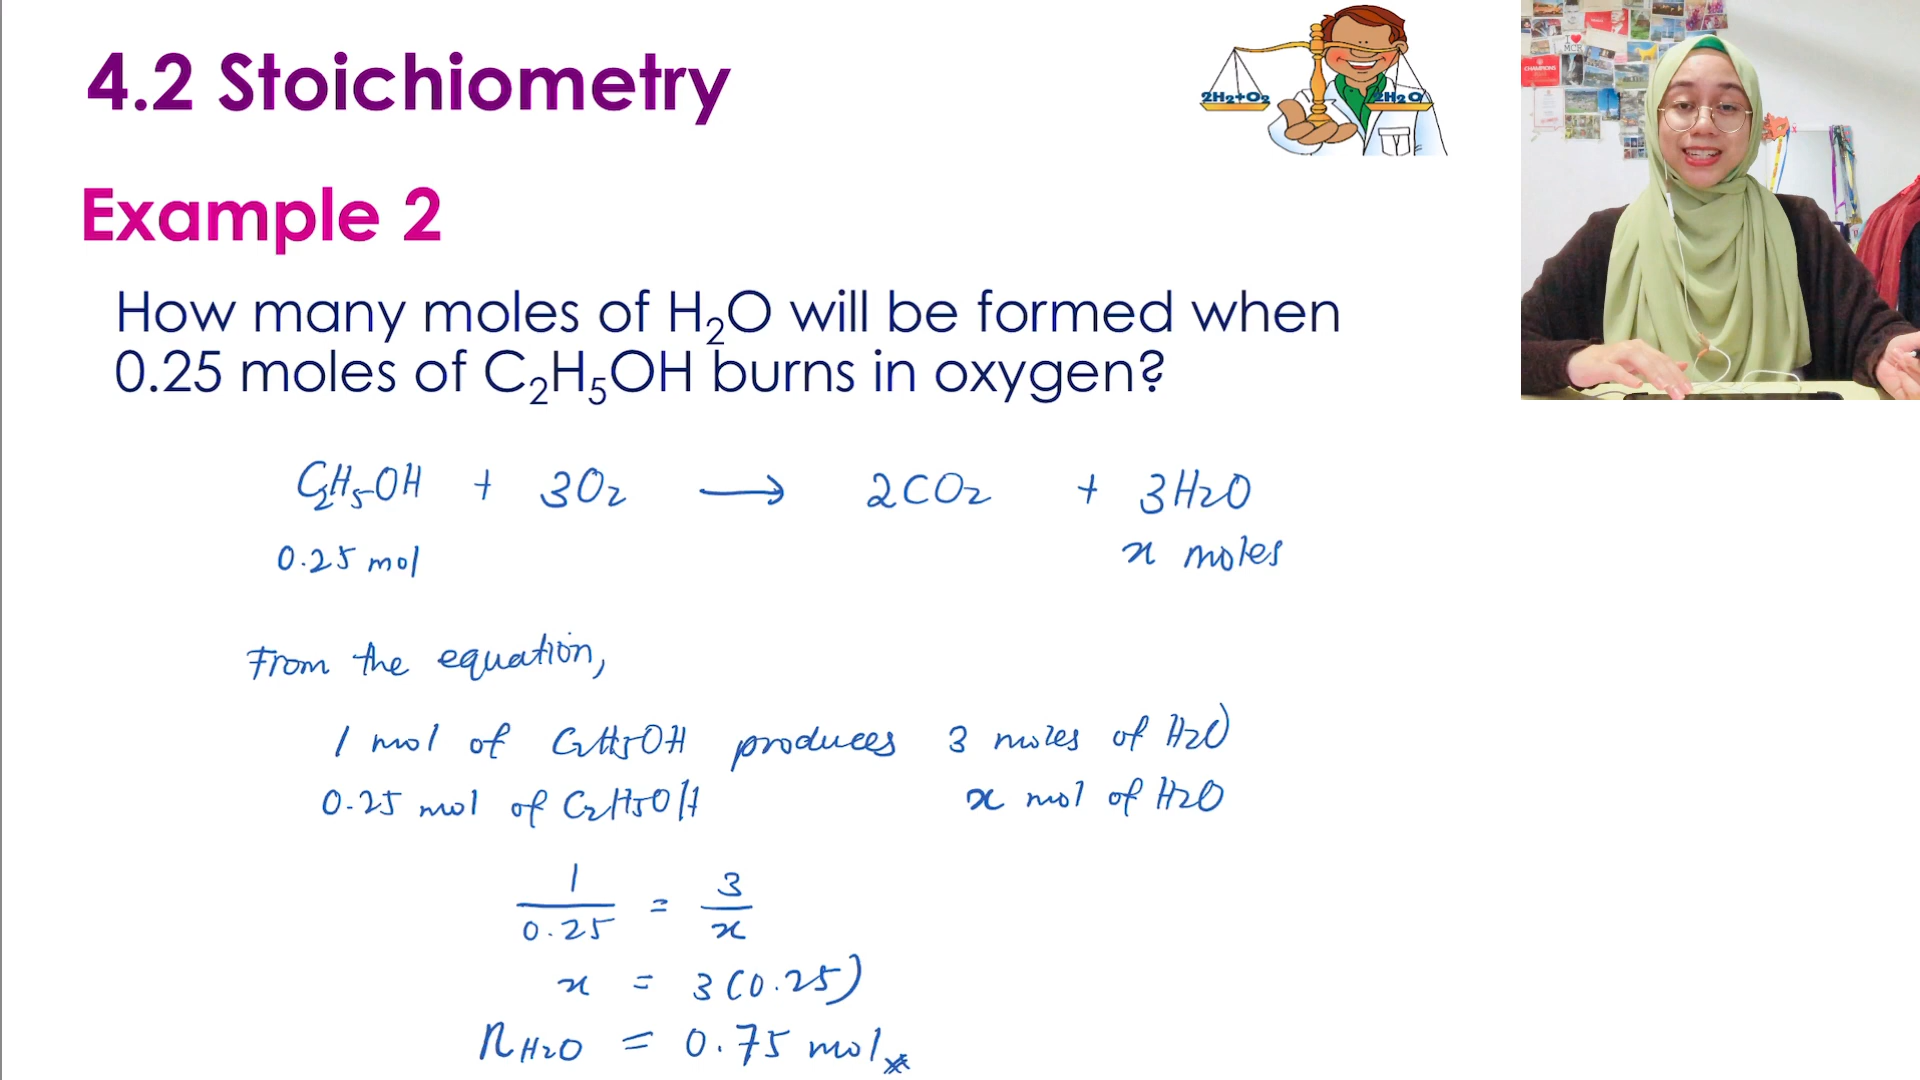 4.2 Stoichiometry
2H₂+O₂
2H₂O
I ♥
MCR
CHAMPIONS
Example 2
How many moles of H₂O will be formed when
0.25 moles of C₂H₅OH burns in oxygen?
C₂H₅OH + 3O₂ ⟶ 2CO₂ + 3H₂O
0.25 mol x moles
From the equation,
1 mol of C₂H₅OH produces 3 moles of H₂O
0.25 mol of C₂H₅OH x mol of H₂O
1/0.25 = 3/x
x = 3(0.25)
n H₂O = 0.75 mol